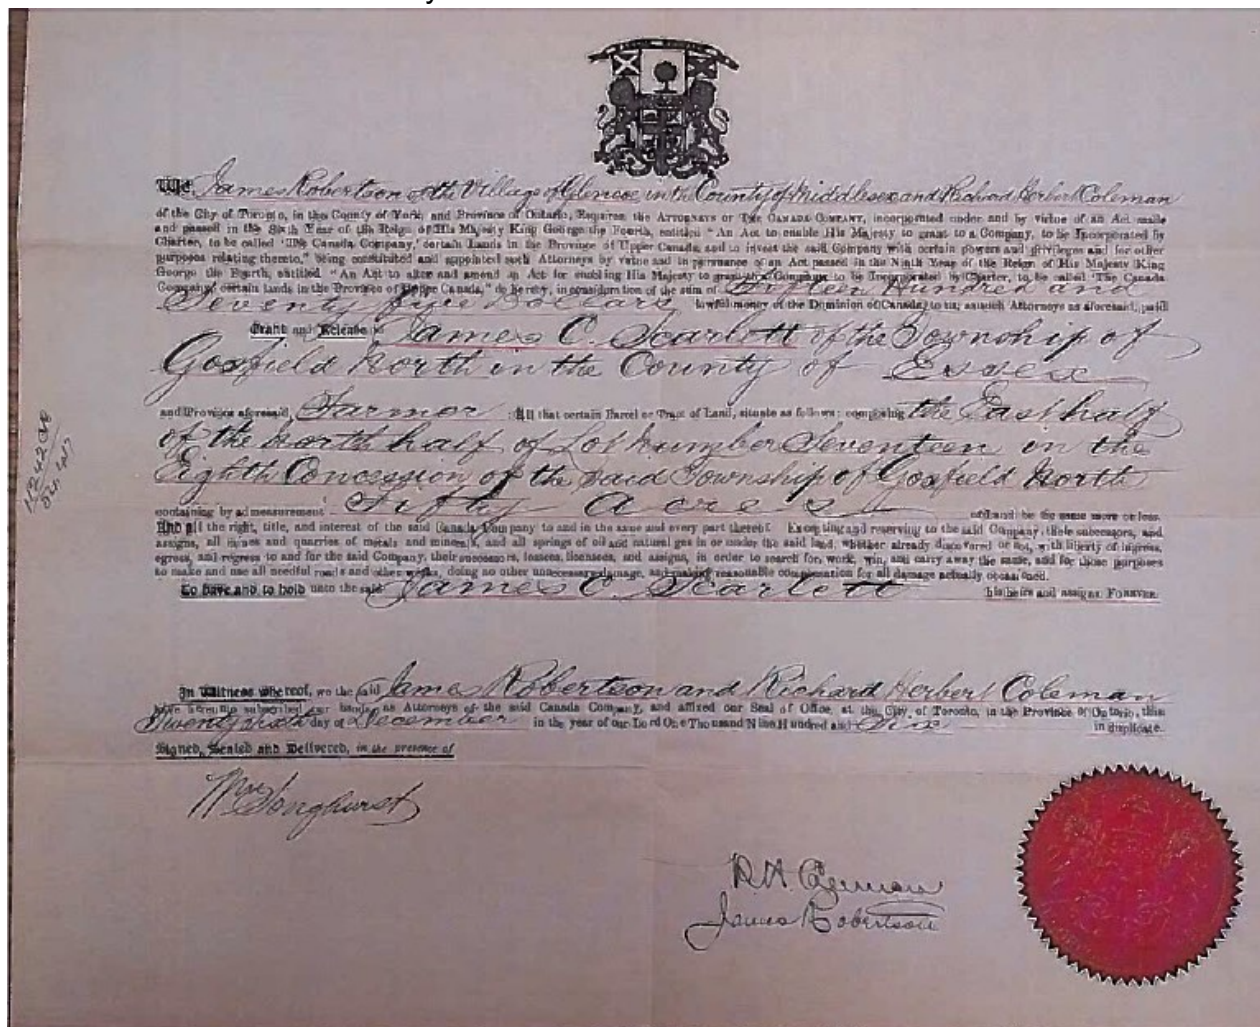 We James Robertson of the Village of Glencoe in the County of Middlesex and Richard Herbert Coleman
of the City of Toronto, in the County of York, and Province of Ontario, Esquires, the ATTORNEYS OF THE CANADA COMPANY, incorporated under and by virtue of an Act made
and passed in the Sixth Year of the Reign of His Majesty King George the Fourth, entitled "An Act to enable His Majesty to grant to a Company, to be Incorporated by
Charter, to be called 'The Canada Company,' certain Lands in the Province of Upper Canada, and to invest the said Company with certain powers and privileges and for other
purposes relating thereto," being constituted and appointed such Attorneys by virtue and in pursuance of an Act passed in the Ninth Year of the Reign of His Majesty King
George the Fourth, entitled "An Act to alter and amend an Act for enabling His Majesty to grant to a Company to be Incorporated by Charter, to be called 'The Canada
Company,' certain lands in the Province of Upper Canada," do hereby, in consideration of the sum of Fifteen Hundred and
Seventy five Dollars lawful money of the Dominion of Canada, to us, as such Attorneys as aforesaid, paid
Grant and Release to James C. Scarlett of the Township of
Gosfield North in the County of Essex
and Province aforesaid, Farmer : All that certain Parcel or Tract of Land, situate as follows: composing the East half
of the North half of Lot Number Seventeen in the
Eighth Concession of the said Township of Gosfield North
containing by admeasurement Fifty Acres of land be the same more or less.
And all the right, title, and interest of the said Canada Company to and in the same and every part thereof. Excepting and reserving to the said Company, their successors, and
assigns, all mines and quarries of metals and minerals, and all springs of oil and natural gas in or under the said land, whether already discovered or not, with liberty of ingress,
egress, and regress to and for the said Company, their successors, lessees, licensees, and assigns, in order to search for, work, win, and carry away the same, and for those purposes
to make and use all needful roads and other works, doing no other unnecessary damage, and making reasonable compensation for all damage actually occasioned.
To have and to hold unto the said James C. Scarlett his heirs and assigns FOREVER.
In Witness whereof, we the said James Robertson and Richard Herbert Coleman
have hereunto subscribed our hands, as Attorneys of the said Canada Company, and affixed our Seal of Office, at the City of Toronto, in the Province of Ontario, this
Twenty sixth day of December in the year of our Lord One Thousand Nine Hundred and Six in duplicate.
Signed, Sealed and Delivered, in the presence of
Wm Songhurst
R H Coleman
James Robertson